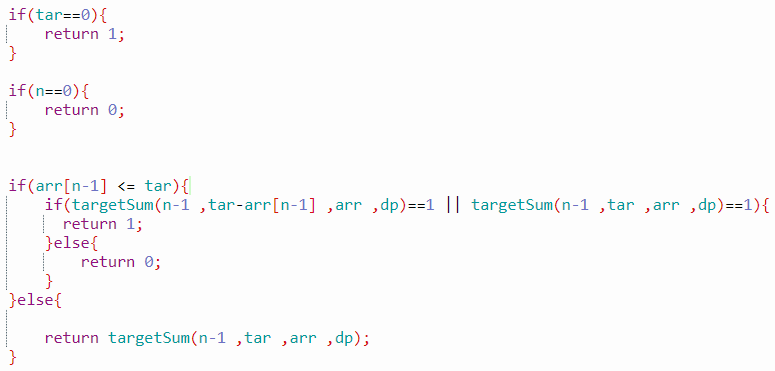 if(tar==0){
    return 1;
}
if(n==0){
    return 0;
}
if(arr[n-1] <= tar){
    if(targetSum(n-1 ,tar-arr[n-1] ,arr ,dp)==1 || targetSum(n-1 ,tar ,arr ,dp)==1){
      return 1;
    }else{
        return 0;
    }
}else{
    return targetSum(n-1 ,tar ,arr ,dp);
}